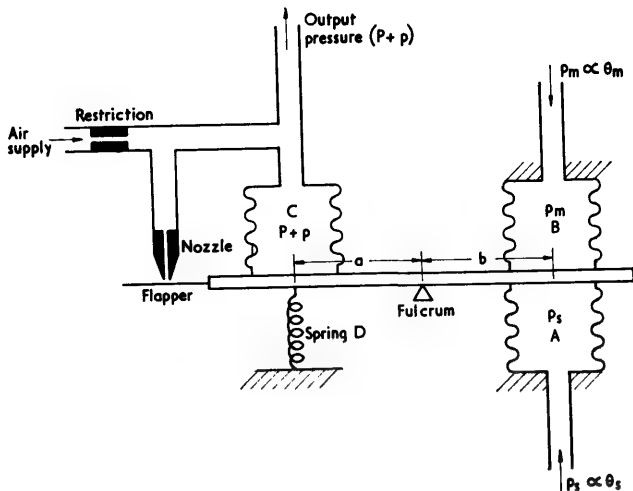 Output
pressure (P+p)
pm ∝ θm
Restriction
Air
supply
C
P+p
pm
B
Nozzle
a
b
Flapper
Fulcrum
Spring D
ps
A
ps ∝ θs